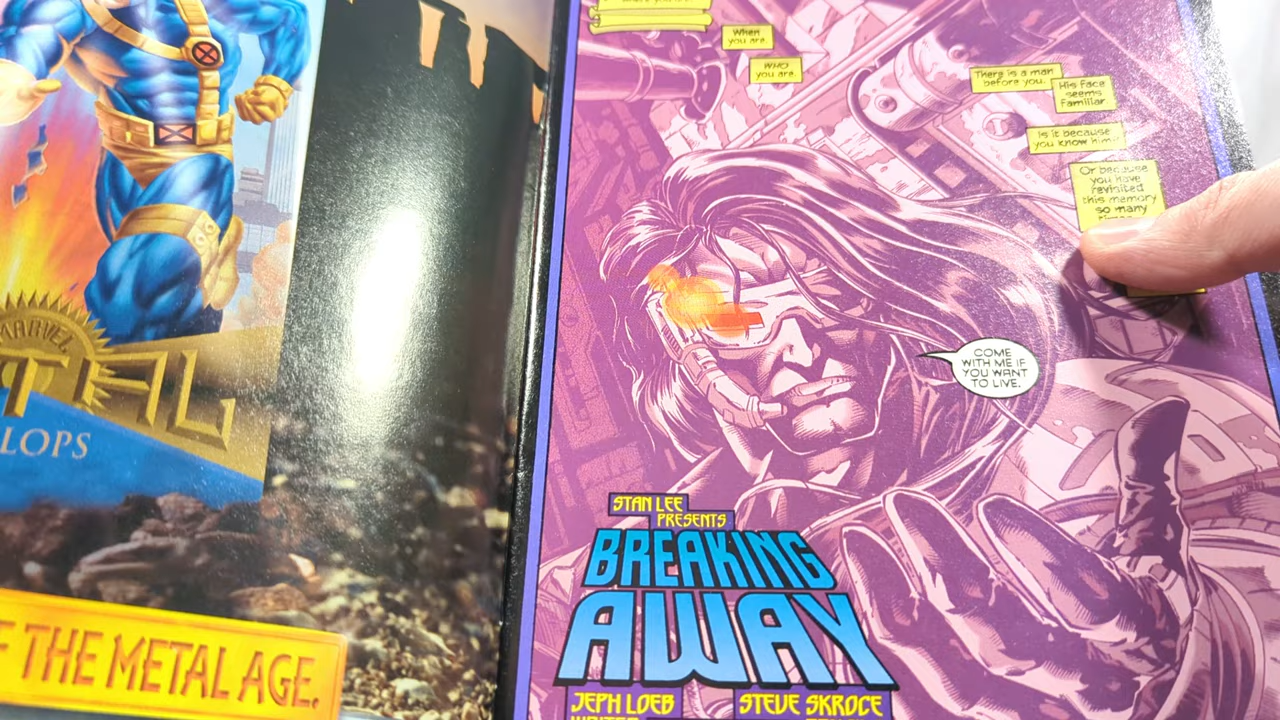 MARVEL
LOPS
F THE METAL AGE.
When
you are.
WHO
you are.
There is a man
before you.
His face
seems
familiar.
Is it because
you know him?
Or because
you have
revisited
this memory
so many
COME
WITH ME IF
YOU WANT
TO LIVE.
STAN LEE
PRESENTS
BREAKING
AWAY
JEPH LOEB
STEVE SKROCE
WRITER